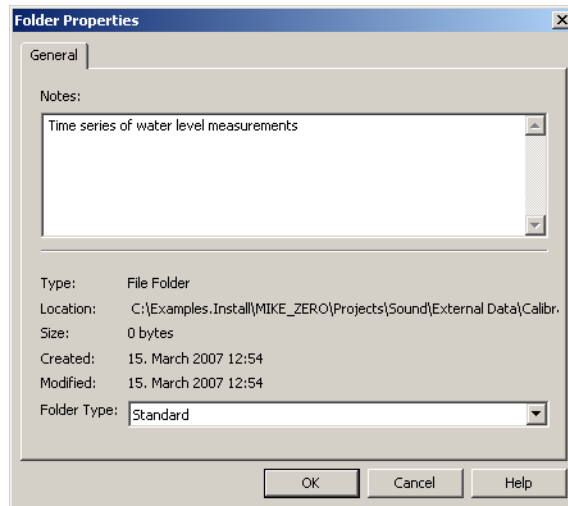 Folder Properties
General
Notes:
Time series of water level measurements
Type: File Folder
Location: C:\Examples.Install\MIKE_ZERO\Projects\Sound\External Data\Calibr
Size: 0 bytes
Created: 15. March 2007 12:54
Modified: 15. March 2007 12:54
Folder Type: Standard
OK Cancel Help